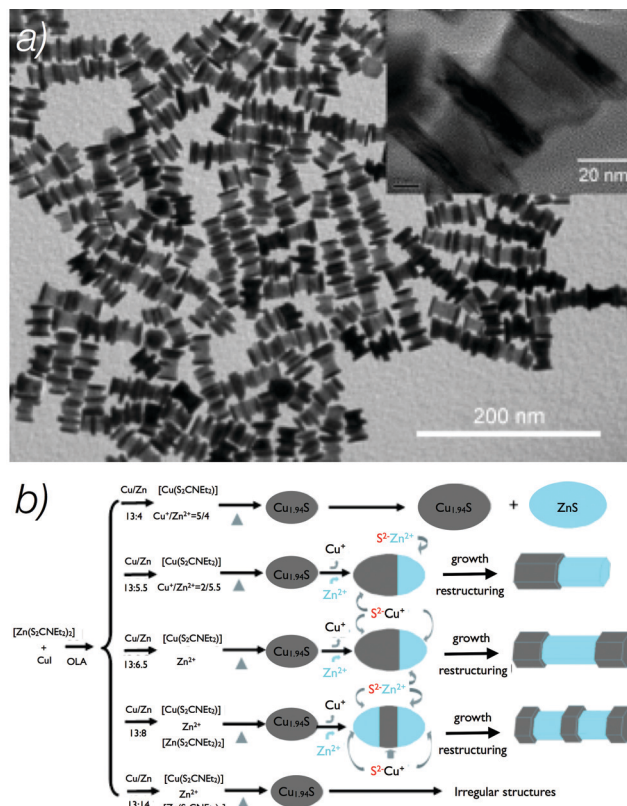 a)
20 nm
200 nm
b)
Cu/Zn
13:4
[Cu(S2CNEt2)]
Cu+/Zn2+=5/4
Cu1.94S
Cu1.94S
+
ZnS
Cu/Zn
13:5.5
[Cu(S2CNEt2)]
Cu+/Zn2+=2/5.5
Cu1.94S
Cu+
Zn2+
S2-Zn2+
growth
restructuring
S2-Cu+
[Zn(S2CNEt2)2]
+
CuI
OLA
Cu/Zn
13:6.5
[Cu(S2CNEt2)]
Zn2+
Cu1.94S
Cu+
Zn2+
growth
restructuring
S2-Zn2+
Cu/Zn
13:8
[Cu(S2CNEt2)]
Zn2+
[Zn(S2CNEt2)2]
Cu1.94S
Cu+
Zn2+
growth
restructuring
S2-Cu+
Cu/Zn
13:14
[Cu(S2CNEt2)]
Zn2+
Cu1.94S
Irregular structures